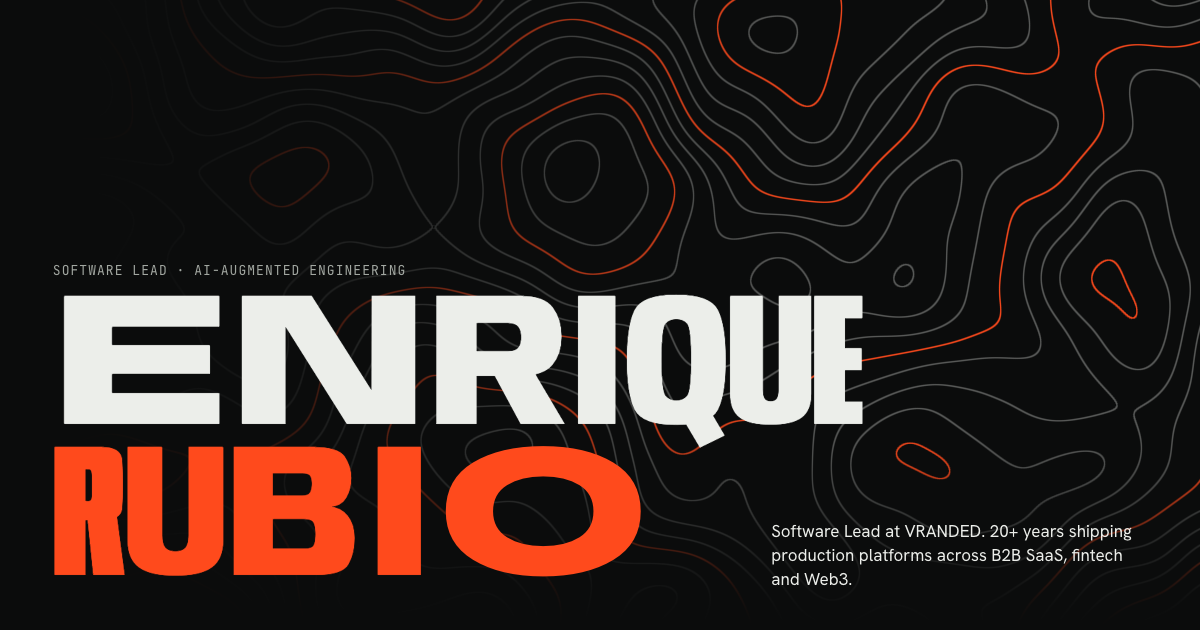 SOFTWARE LEAD · AI-AUGMENTED ENGINEERING
ENRIQUE
RUBIO
Software Lead at VRANDED. 20+ years shipping
production platforms across B2B SaaS, fintech
and Web3.